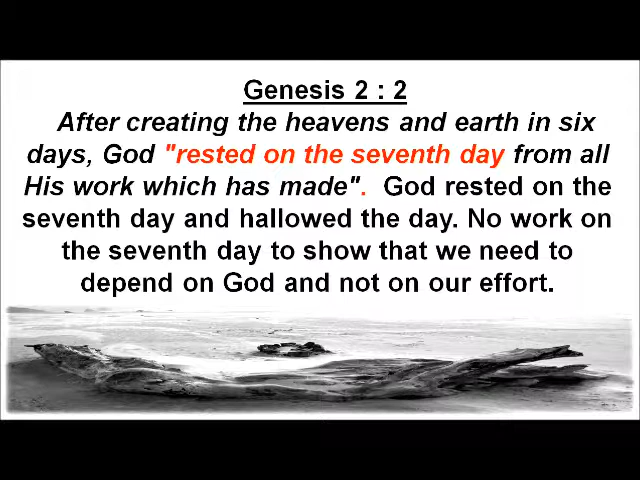 Genesis 2 : 2
After creating the heavens and earth in six
days, God "rested on the seventh day from all
His work which has made". God rested on the
seventh day and hallowed the day. No work on
the seventh day to show that we need to
depend on God and not on our effort.